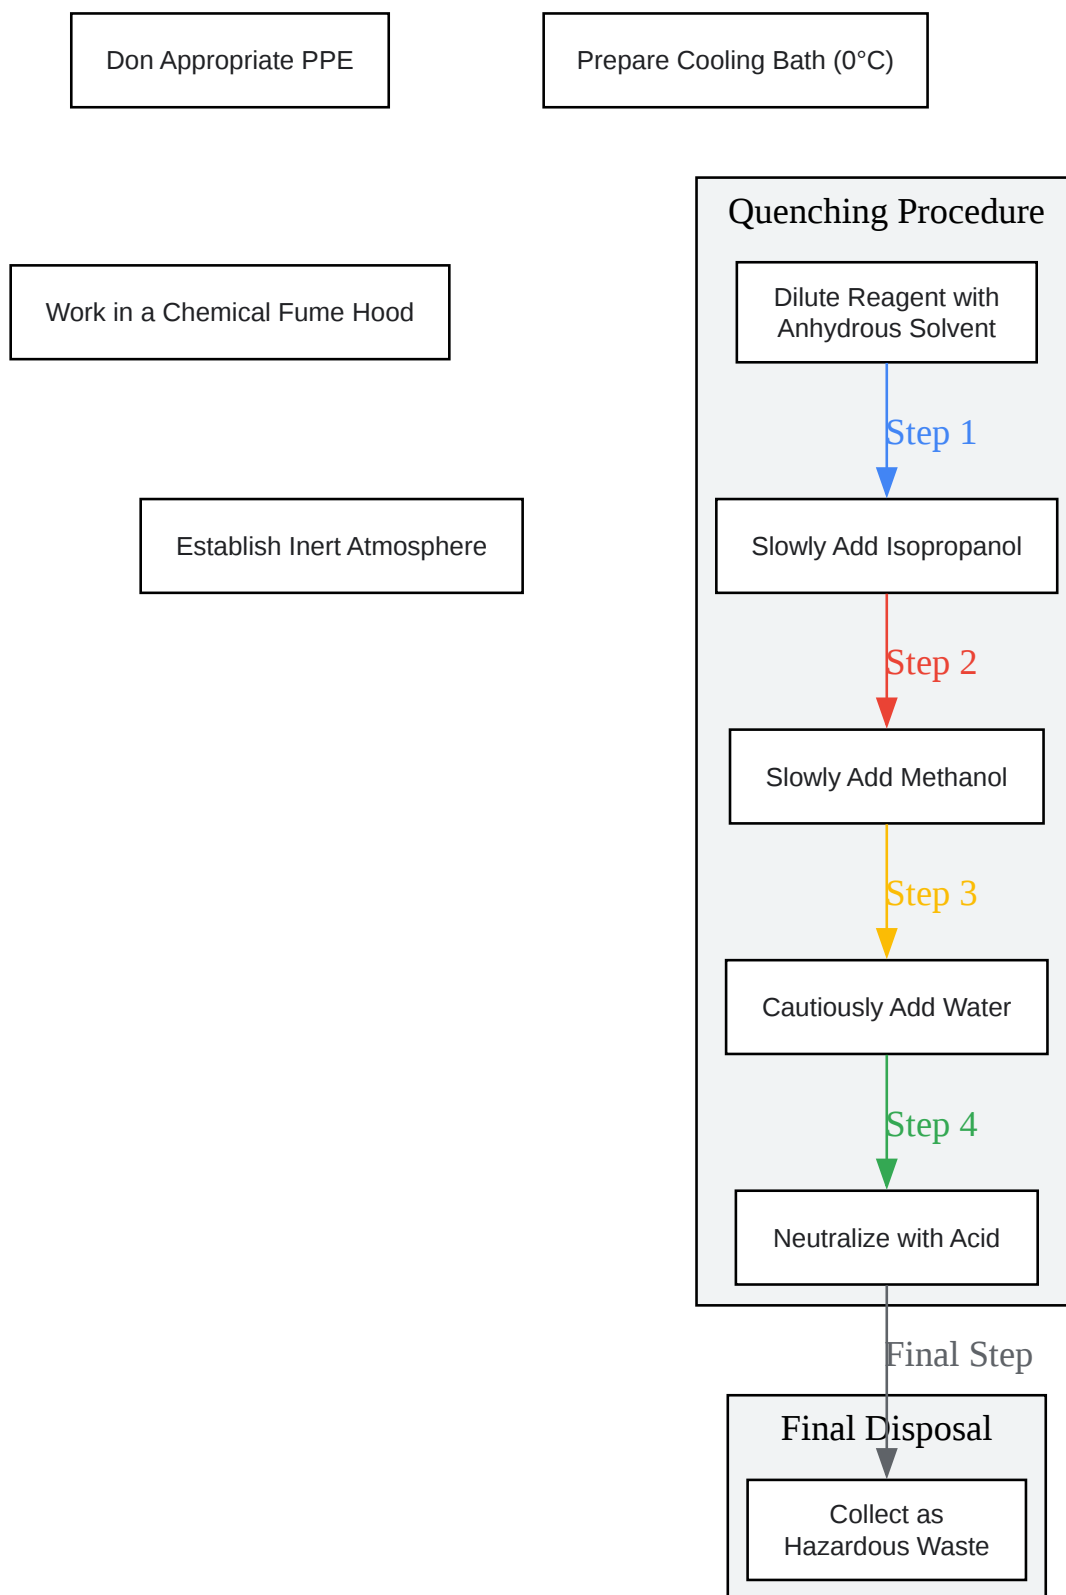 Don Appropriate PPE
Prepare Cooling Bath (0°C)
Quenching Procedure
Work in a Chemical Fume Hood
Dilute Reagent with
Anhydrous Solvent
Step 1
Establish Inert Atmosphere
Slowly Add Isopropanol
Step 2
Slowly Add Methanol
Step 3
Cautiously Add Water
Step 4
Neutralize with Acid
Final Step
Final Disposal
Collect as
Hazardous Waste